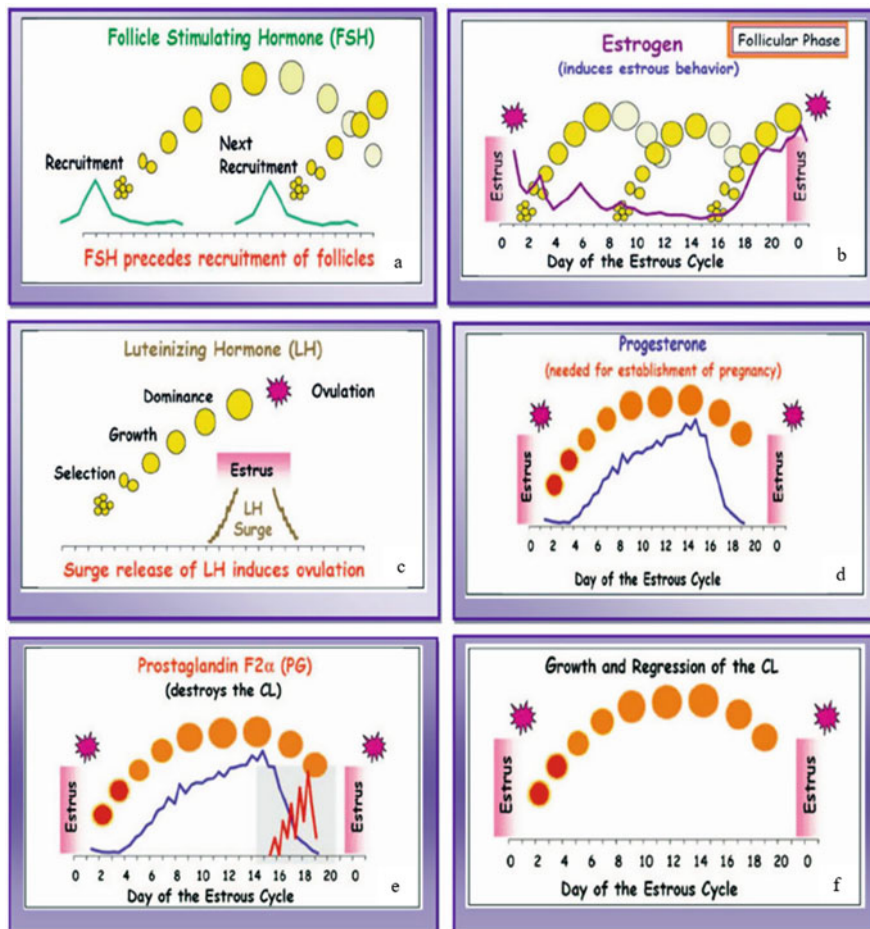 Follicle Stimulating Hormone (FSH)
Recruitment
Next
Recruitment
FSH precedes recruitment of follicles
a
Follicular Phase
Estrogen
(induces estrous behavior)
Estrus
Estrus
0 2 4 6 8 10 12 14 16 18 20 0
Day of the Estrous Cycle
b
Luteinizing Hormone (LH)
Dominance
Ovulation
Growth
Selection
Estrus
LH
Surge
Surge release of LH induces ovulation
c
Progesterone
(needed for establishment of pregnancy)
Estrus
Estrus
0 2 4 6 8 10 12 14 16 18 20 0
Day of the Estrous Cycle
d
Prostaglandin F2α (PG)
(destroys the CL)
Estrus
Estrus
0 2 4 6 8 10 12 14 16 18 20 0
Day of the Estrous Cycle
e
Growth and Regression of the CL
Estrus
Estrus
0 2 4 6 8 10 12 14 16 18 20 0
Day of the Estrous Cycle
f